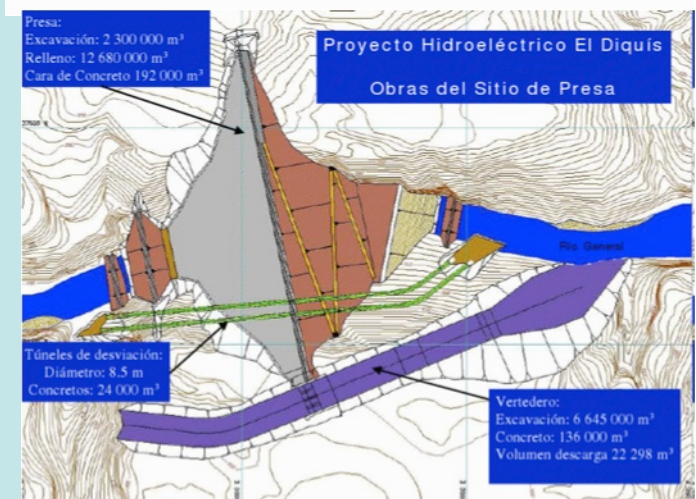 Presa:
Excavación: 2 300 000 m³
Relleno: 12 680 000 m³
Cara de Concreto 192 000 m³
Proyecto Hidroeléctrico El Diquís
Obras del Sitio de Presa
Río General
Túneles de desviación:
Diámetro: 8.5 m
Concretos: 24 000 m³
Vertedero:
Excavación: 6 645 000 m³
Concreto: 136 000 m³
Volumen descarga 22 298 m³